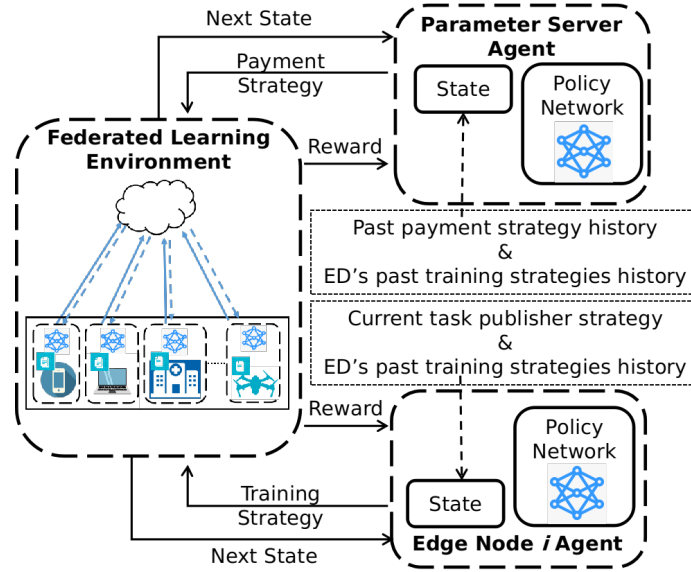 Next State
Parameter Server
Agent
Payment
Strategy
State
Policy
Network
Federated Learning
Environment
Reward
Past payment strategy history
&
ED's past training strategies history
Current task publisher strategy
&
ED's past training strategies history
Reward
Policy
Network
Training
Strategy
State
Next State
Edge Node i Agent